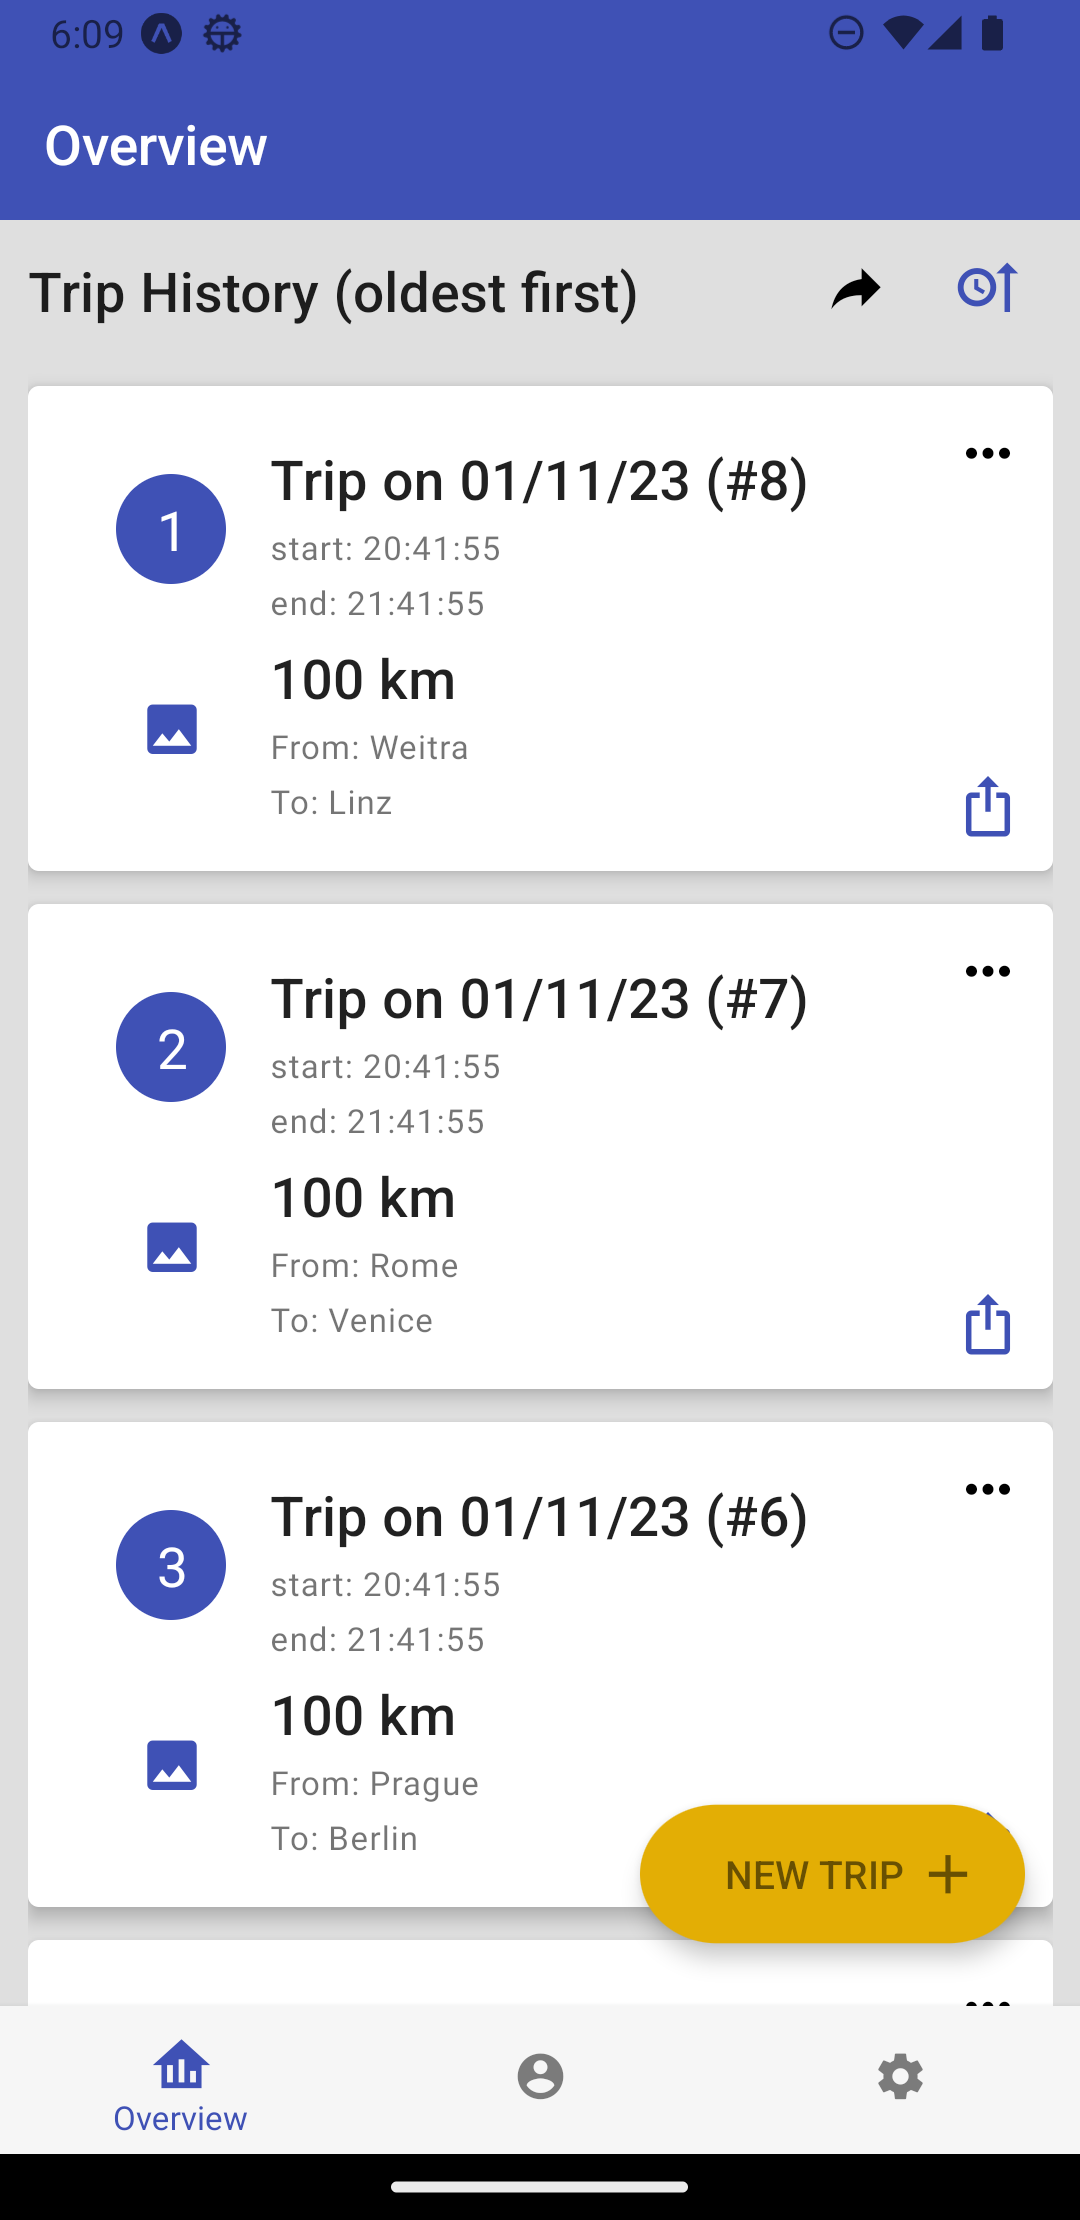 6:09
Overview
Trip History (oldest first)
1
Trip on 01/11/23 (#8)
start: 20:41:55
end: 21:41:55
100 km
From: Weitra
To: Linz
2
Trip on 01/11/23 (#7)
start: 20:41:55
end: 21:41:55
100 km
From: Rome
To: Venice
3
Trip on 01/11/23 (#6)
start: 20:41:55
end: 21:41:55
100 km
From: Prague
To: Berlin
NEW TRIP
Overview